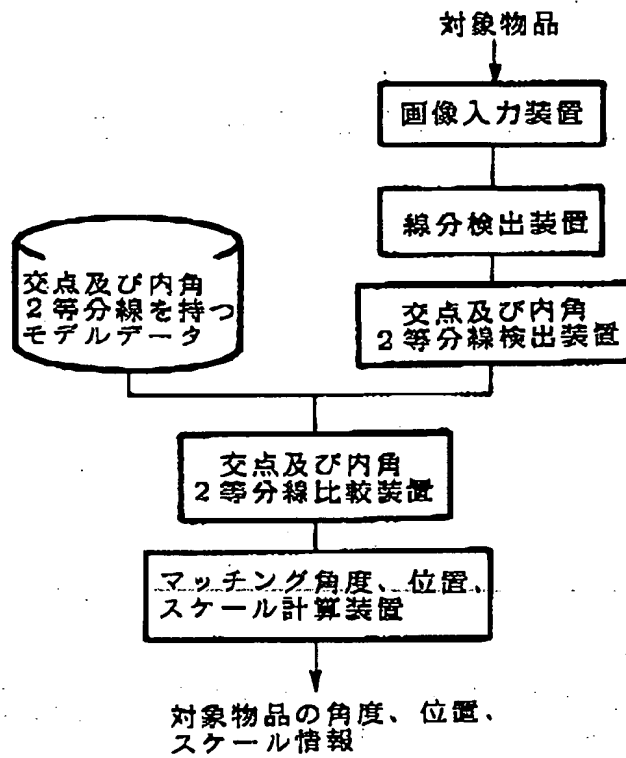 対象物品
画像入力装置
線分検出装置
交点及び内角
2等分線を持つ
モデルデータ
交点及び内角
2等分線検出装置
交点及び内角
2等分線比較装置
マッチング角度、位置、
スケール計算装置
対象物品の角度、位置、
スケール情報